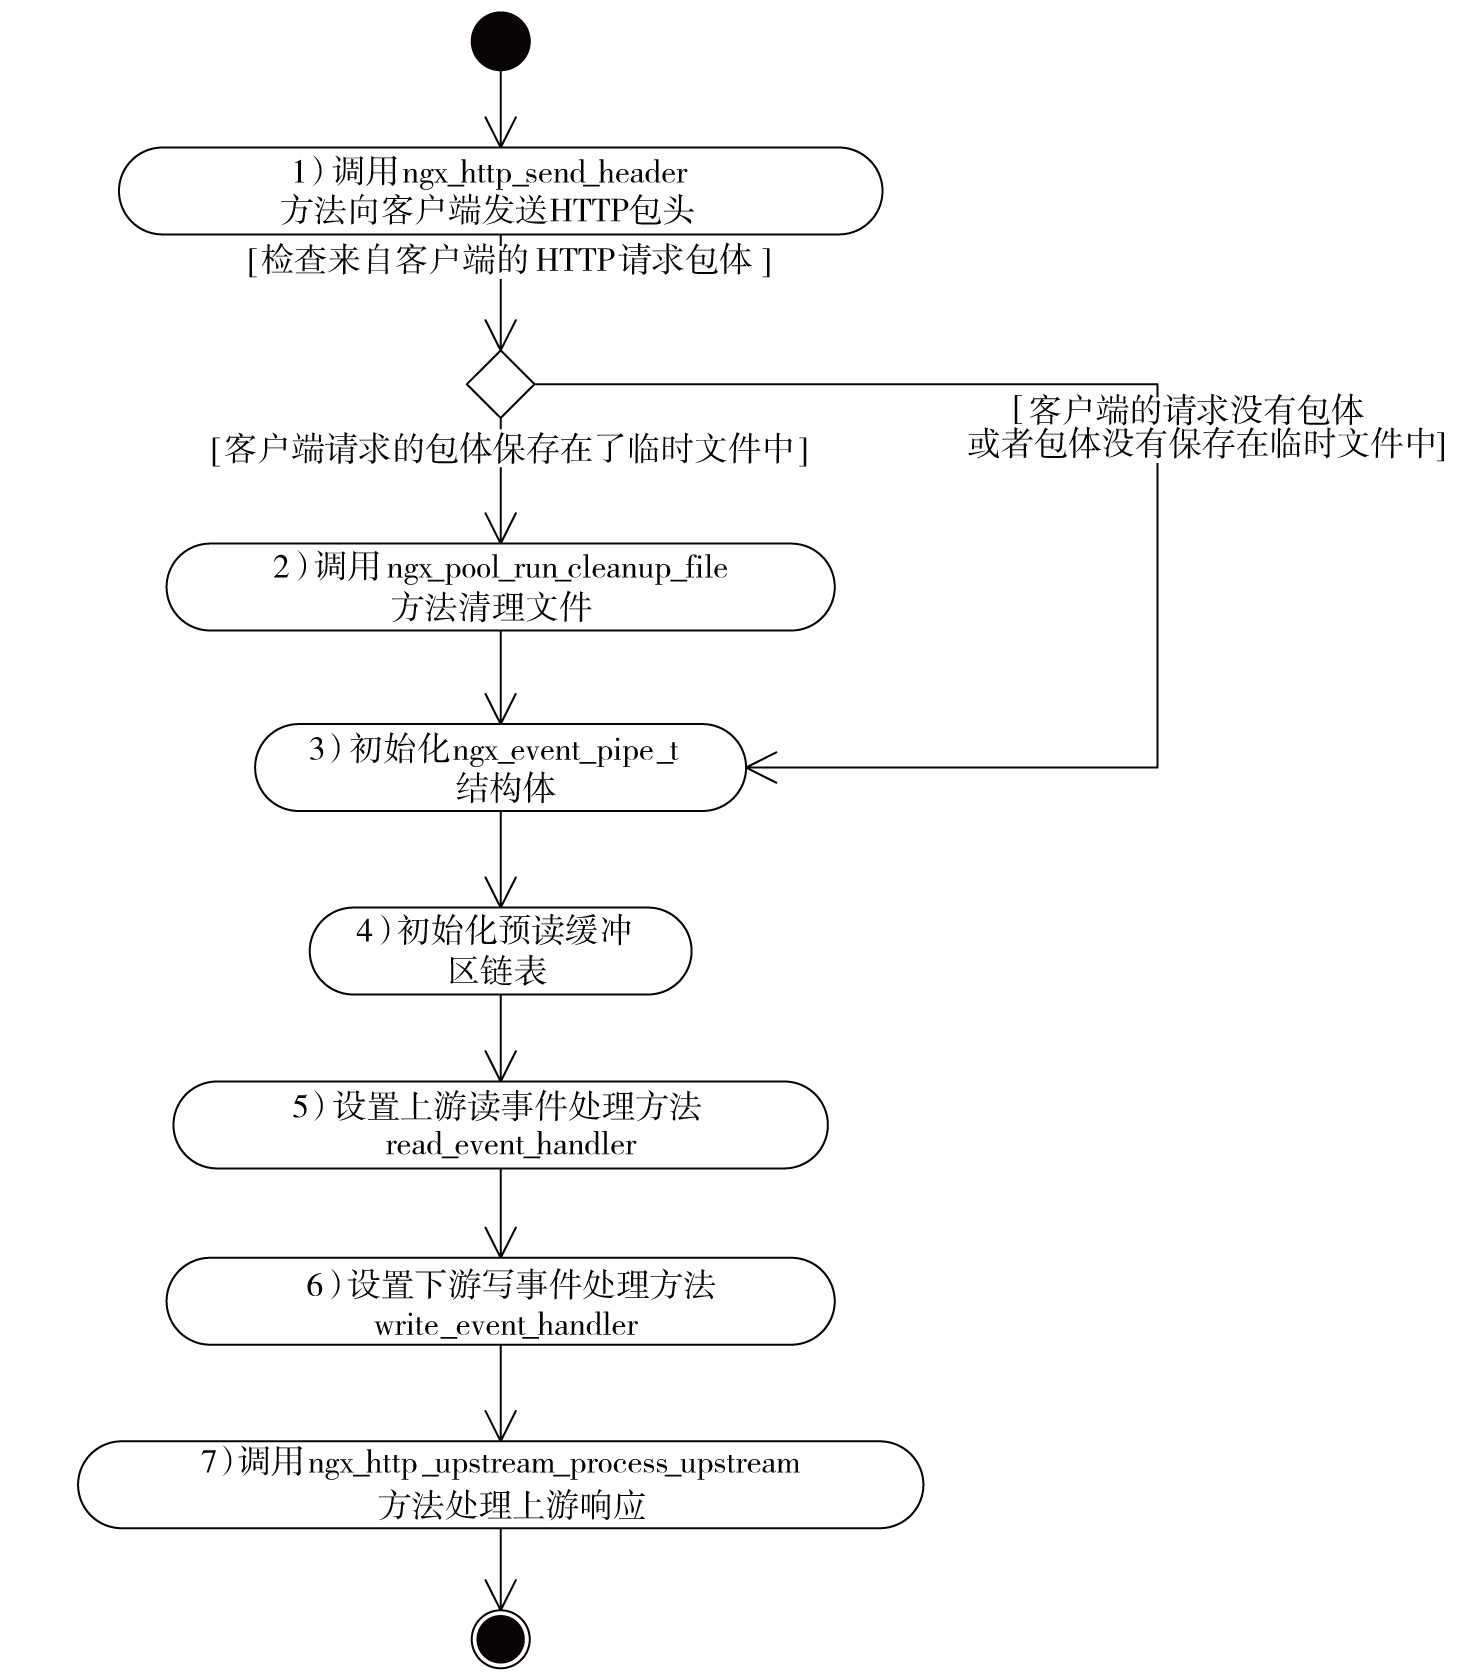 1)调用ngx_http_send_header
方法向客户端发送HTTP包头
[检查来自客户端的 HTTP请求包体 ]
[客户端的请求没有包体
或者包体没有保存在临时文件中]
[客户端请求的包体保存在了临时文件中]
2)调用 ngx_pool_run_cleanup_file
方法清理文件
3)初始化ngx_event_pipe_t
结构体
4)初始化预读缓冲
区链表
5)设置上游读事件处理方法
read_event_handler
6)设置下游写事件处理方法
write_event_handler
7)调用ngx_http_upstream_process_upstream
方法处理上游响应